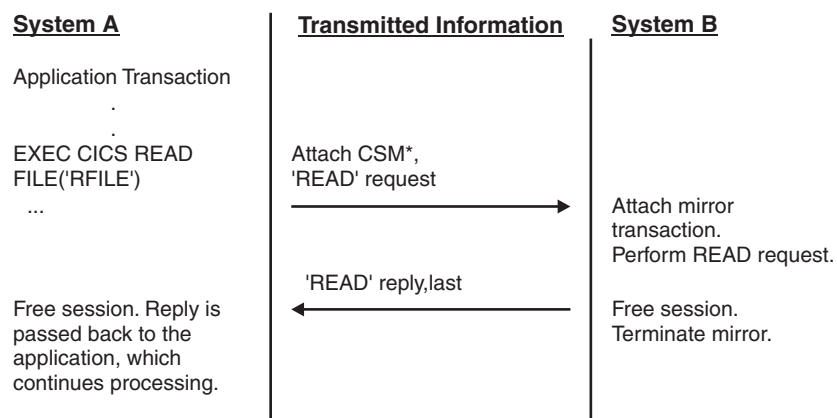 System A
Transmitted Information
System B
Application Transaction
.
.
EXEC CICS READ
FILE('RFILE')
...
Attach CSM*,
'READ' request
Attach mirror
transaction.
Perform READ request.
'READ' reply,last
Free session. Reply is
passed back to the
application, which
continues processing.
Free session.
Terminate mirror.